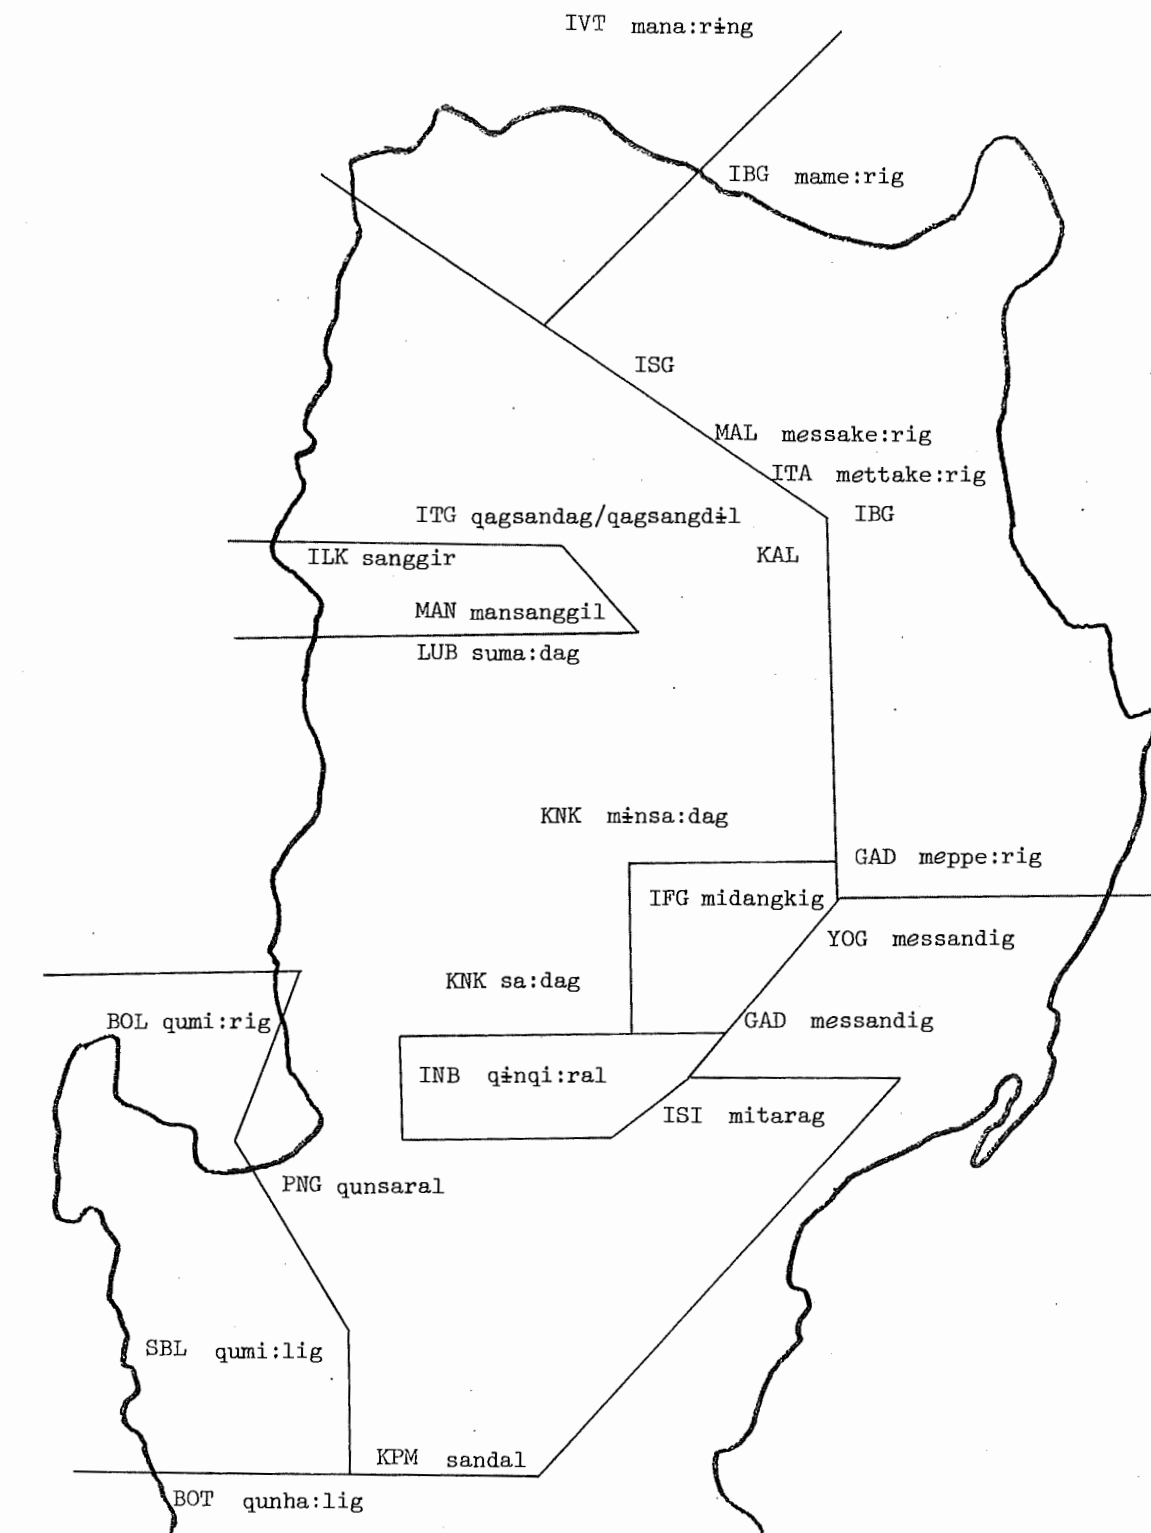 IVT mana:rɨng
IBG mame:rig
ISG
MAL messake:rig
ITA mettake:rig
ITG qagsandag/qagsangdɨl
IBG
ILK sanggir
KAL
MAN mansanggil
LUB suma:dag
KNK mɨnsa:dag
GAD meppe:rig
IFG midangkig
YOG messandig
KNK sa:dag
BOL qumi:rig
GAD messandig
INB qɨnqi:ral
ISI mitarag
PNG qunsaral
SBL qumi:lig
KPM sandal
BOT qunha:lig